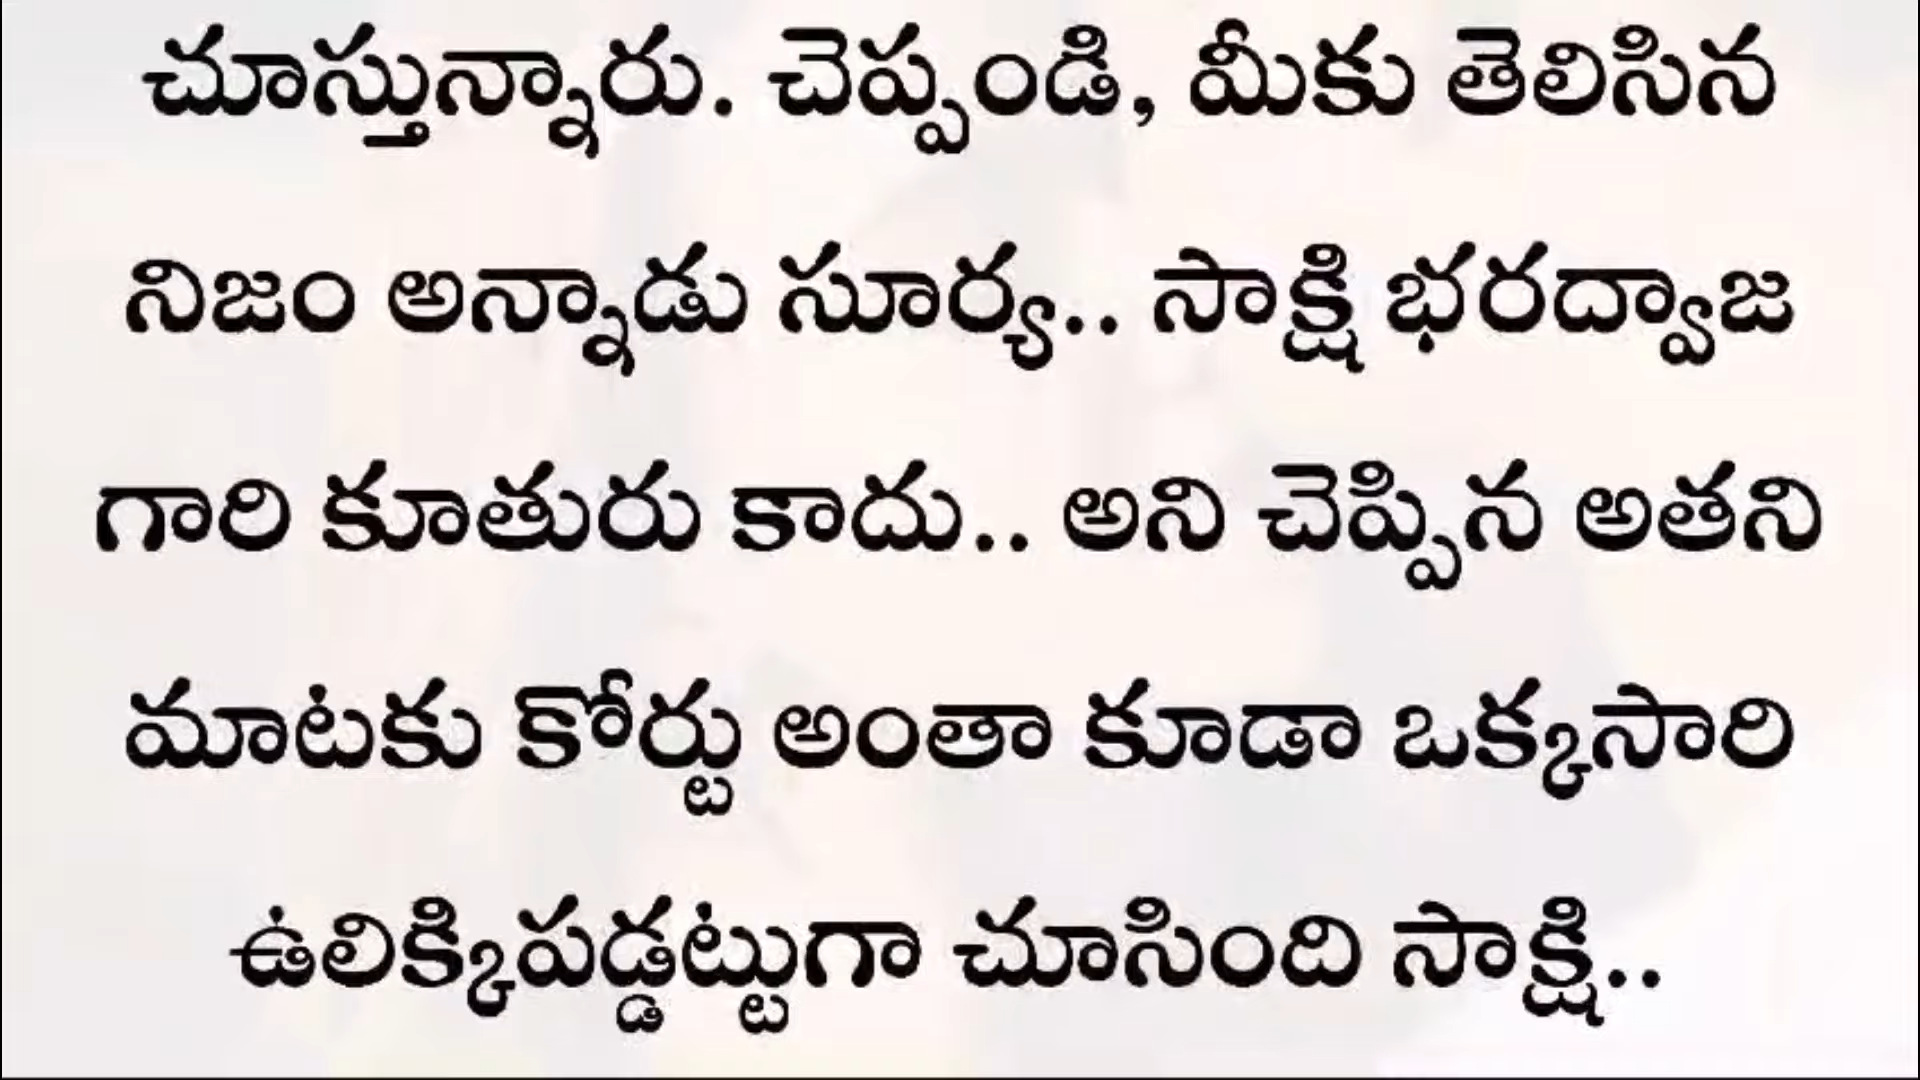 చూస్తున్నారు. చెప్పండి, మీకు తెలిసిన
నిజం అన్నాడు సూర్య.. సాక్షి భరద్వాజ
గారి కూతురు కాదు.. అని చెప్పిన అతని
మాటకు కోర్టు అంతా కూడా ఒక్కసారి
ఉలిక్కిపడ్డట్టుగా చూసింది సాక్షి..